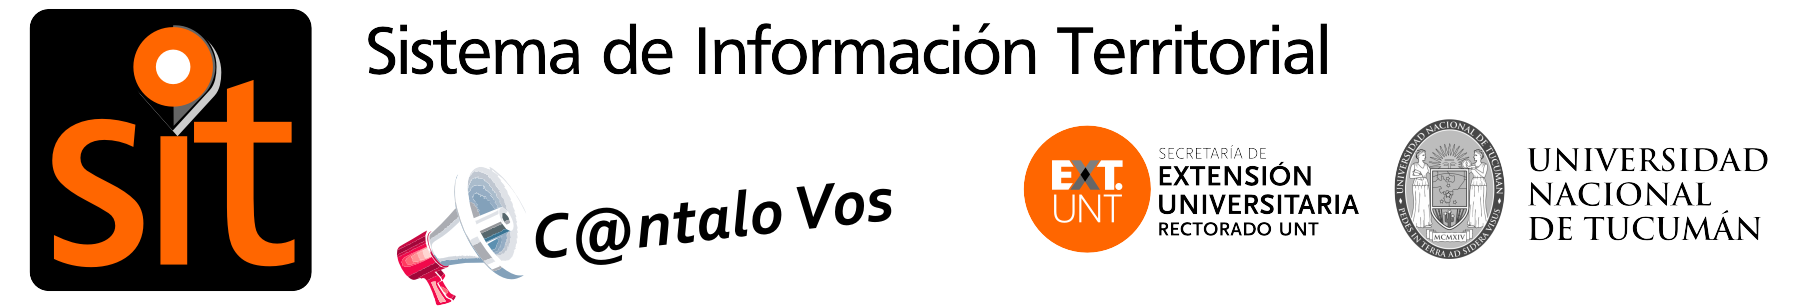 sit
Sistema de Información Territorial
C@ntalo Vos
EXT.
UNT
SECRETARÍA DE
EXTENSIÓN
UNIVERSITARIA
RECTORADO UNT
UNIVERSIDAD NACIONAL DE TUCUMÁN
PEDES IN TERRA AD SIDERA VISUS
MCMXIV
UNIVERSIDAD
NACIONAL
DE TUCUMÁN